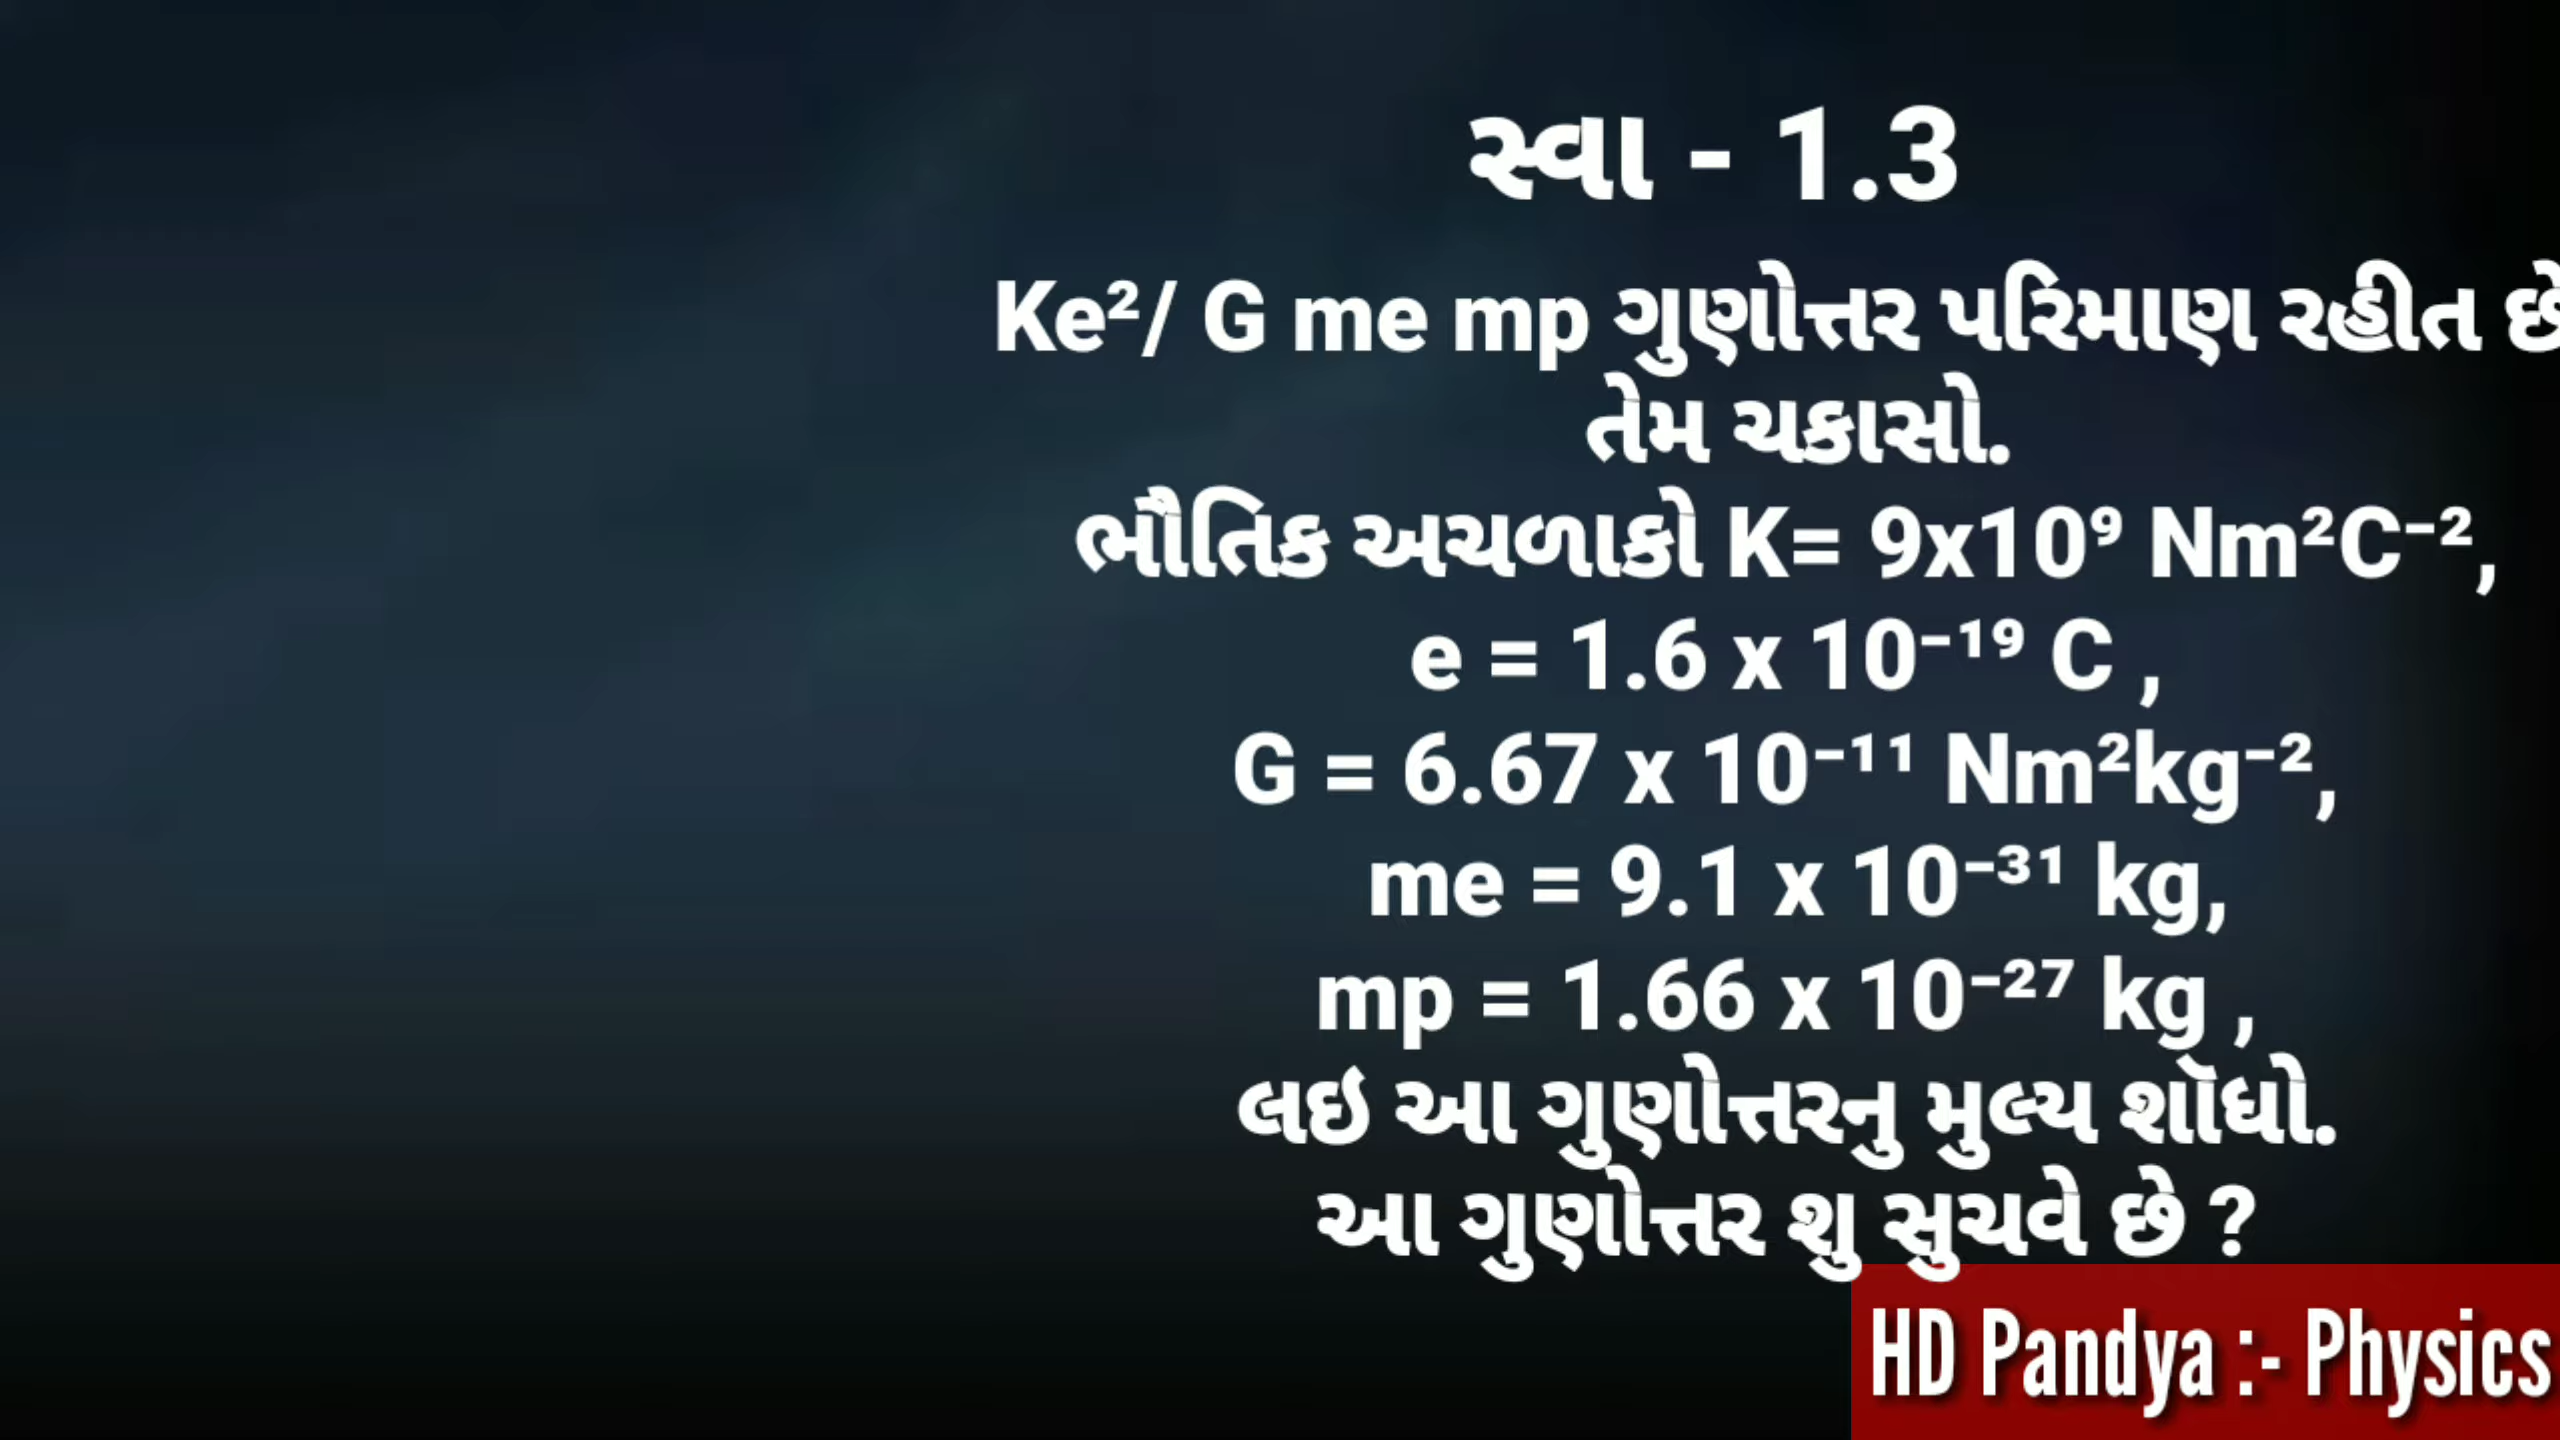 સ્વા - 1.3
Ke²/ G me mp ગુણોત્તર પરિમાણ રહીત છે
તેમ ચકાસો.
ભૌતિક અચળાકો K= 9x10⁹ Nm²C⁻²,
e = 1.6 x 10⁻¹⁹ C ,
G = 6.67 x 10⁻¹¹ Nm²kg⁻²,
me = 9.1 x 10⁻³¹ kg,
mp = 1.66 x 10⁻²⁷ kg ,
લઇ આ ગુણોત્તરનુ મુલ્ય શૉધો.
આ ગુણોત્તર શુ સુચવે છે ?
HD Pandya :- Physics